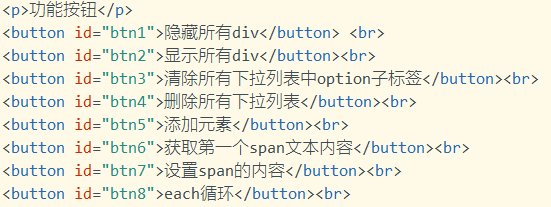 <p>功能按钮</p>
<button id="btn1">隐藏所有div</button> <br>
<button id="btn2">显示所有div</button><br>
<button id="btn3">清除所有下拉列表中option子标签</button><br>
<button id="btn4">删除所有下拉列表</button><br>
<button id="btn5">添加元素</button><br>
<button id="btn6">获取第一个span文本内容</button><br>
<button id="btn7">设置span的内容</button><br>
<button id="btn8">each循环</button><br>